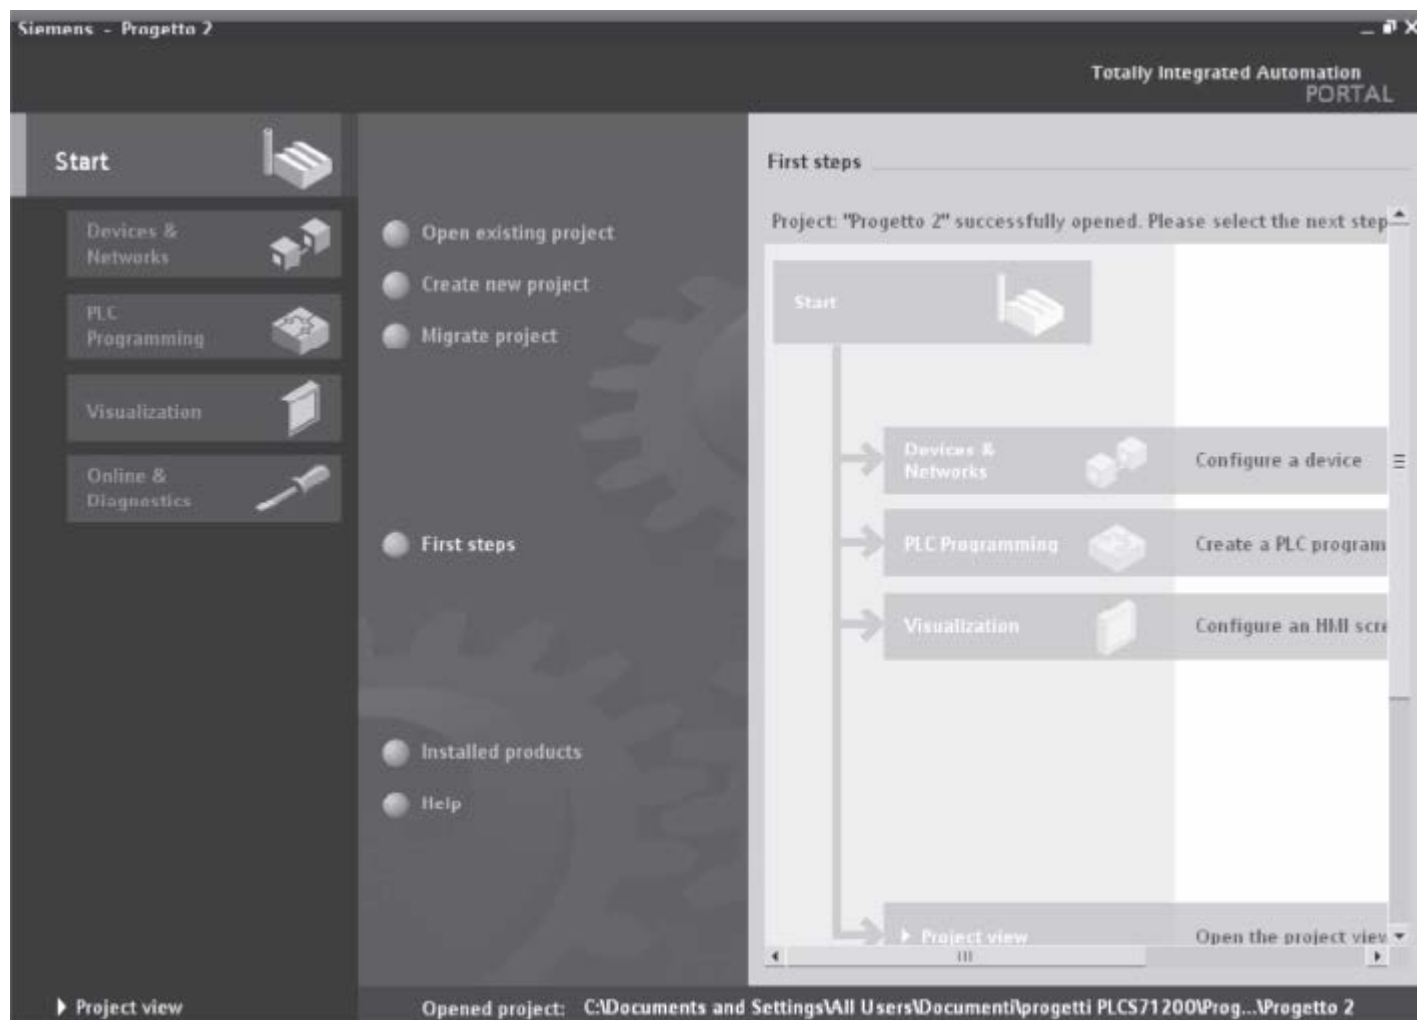 Siemens - Progetto 2
Totally Integrated Automation
PORTAL
Start
Devices &
Networks
PLC
Programming
Visualization
Online &
Diagnostics
Open existing project
Create new project
Migrate project
First steps
Installed products
Help
First steps
Project: "Progetto 2" successfully opened. Please select the next step
Start
Devices &
Networks
Configure a device
PLC Programming
Create a PLC program
Visualization
Configure an HMI scre
Project view
Open the project view
Project view
Opened project: C:\Documents and Settings\All Users\Documenti\progetti PLCS71200\Prog...\Progetto 2